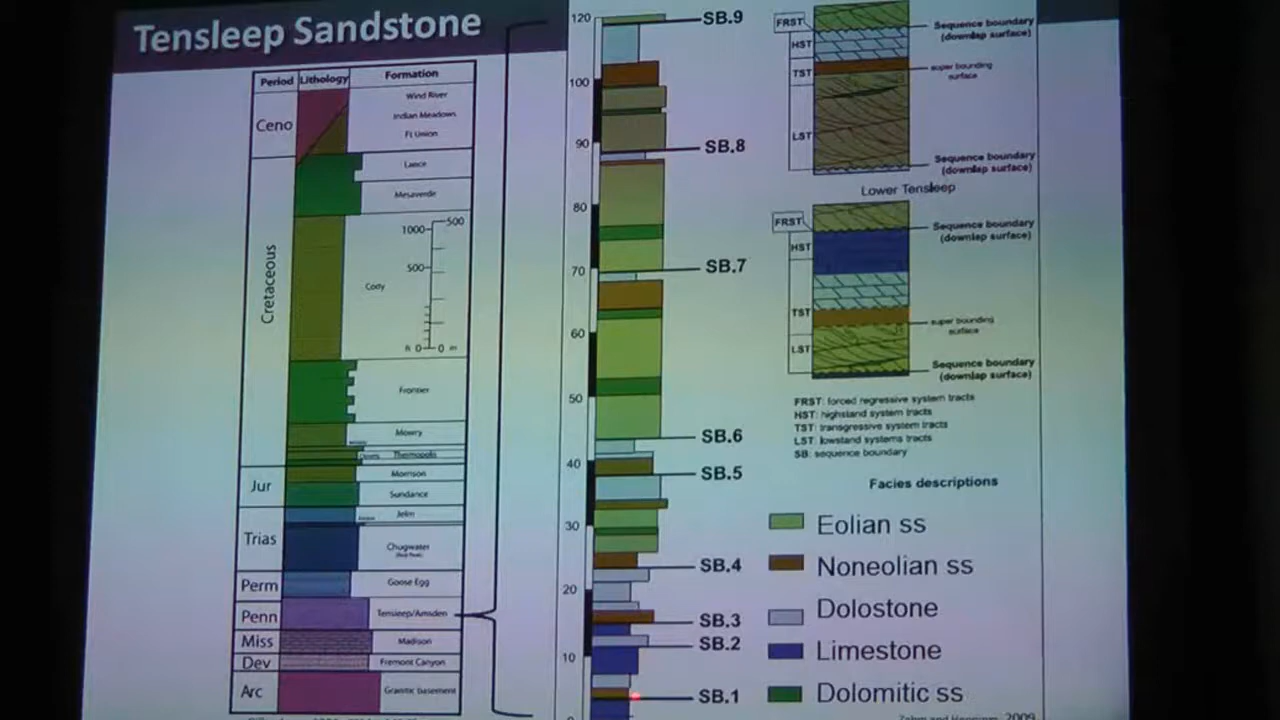 Tensleep Sandstone
Period Lithology Formation
Ceno
Wind River
Indian Meadows
Ft Union
Cretaceous
Lance
Mesaverde
1000 500
500
ft 0 0 m
Cody
Frontier
Mowry
Thermopolis
Jur
Morrison
Sundance
Trias
Jelm
Chugwater
(Red Peak)
Perm
Goose Egg
Penn
Tensleep/Amsden
Miss
Madison
Dev
Fremont Canyon
Arc
Granitic basement
120
100
90
80
70
60
50
40
30
20
10
0
SB.9
SB.8
SB.7
SB.6
SB.5
SB.4
SB.3
SB.2
SB.1
FRST
HST
TST
LST
Sequence boundary
(downlap surface)
super bounding
surface
Sequence boundary
(downlap surface)
Lower Tensleep
FRST
HST
TST
LST
Sequence boundary
(downlap surface)
super bounding
surface
Sequence boundary
(downlap surface)
FRST: forced regressive system tracts
HST: highstand system tracts
TST: transgressive system tracts
LST: lowstand systems tracts
SB: sequence boundary
Facies descriptions
Eolian ss
Noneolian ss
Dolostone
Limestone
Dolomitic ss
2009